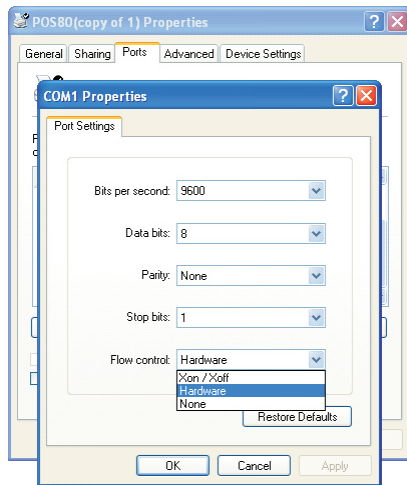 POS80(copy of 1) Properties
General Sharing Ports Advanced Device Settings
COM1 Properties
Port Settings
Bits per second: 9600
Data bits: 8
Parity: None
Stop bits: 1
Flow control: Hardware
Xon / Xoff
Hardware
None
Restore Defaults
OK Cancel Apply